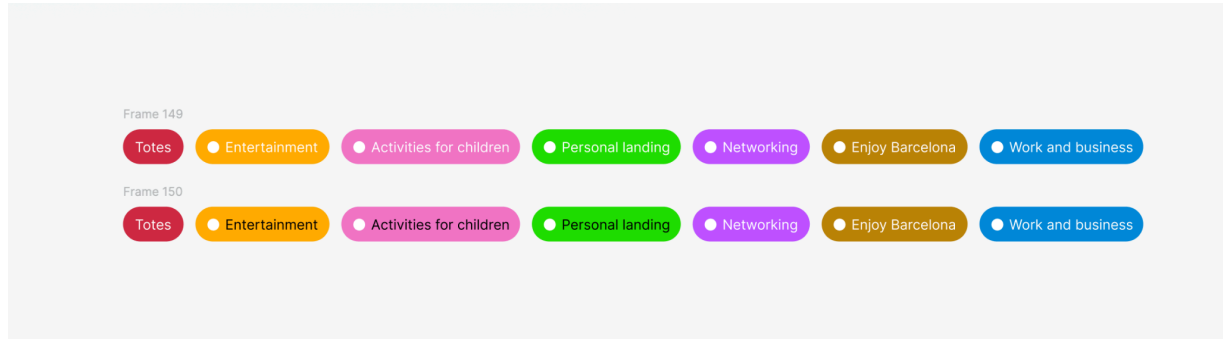 Frame 149
Totes Entertainment Activities for children Personal landing Networking Enjoy Barcelona Work and business
Frame 150
Totes Entertainment Activities for children Personal landing Networking Enjoy Barcelona Work and business